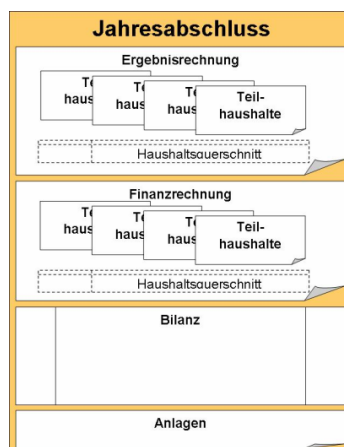 Jahresabschluss
Ergebnisrechnung
Teil-
haushalte
Haushaltsquerschnitt
Finanzrechnung
Teil-
haushalte
Haushaltsquerschnitt
Bilanz
Anlagen